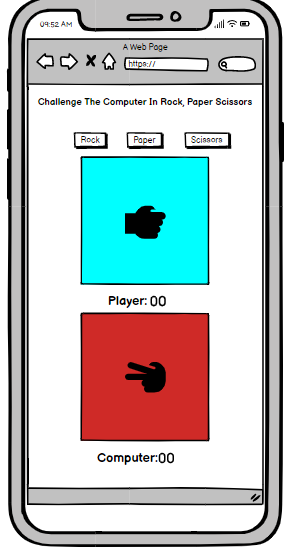 09:52 AM
A Web Page
https://
Challenge The Computer In Rock, Paper Scissors
Rock
Paper
Scissors
Player: 00
Computer:00